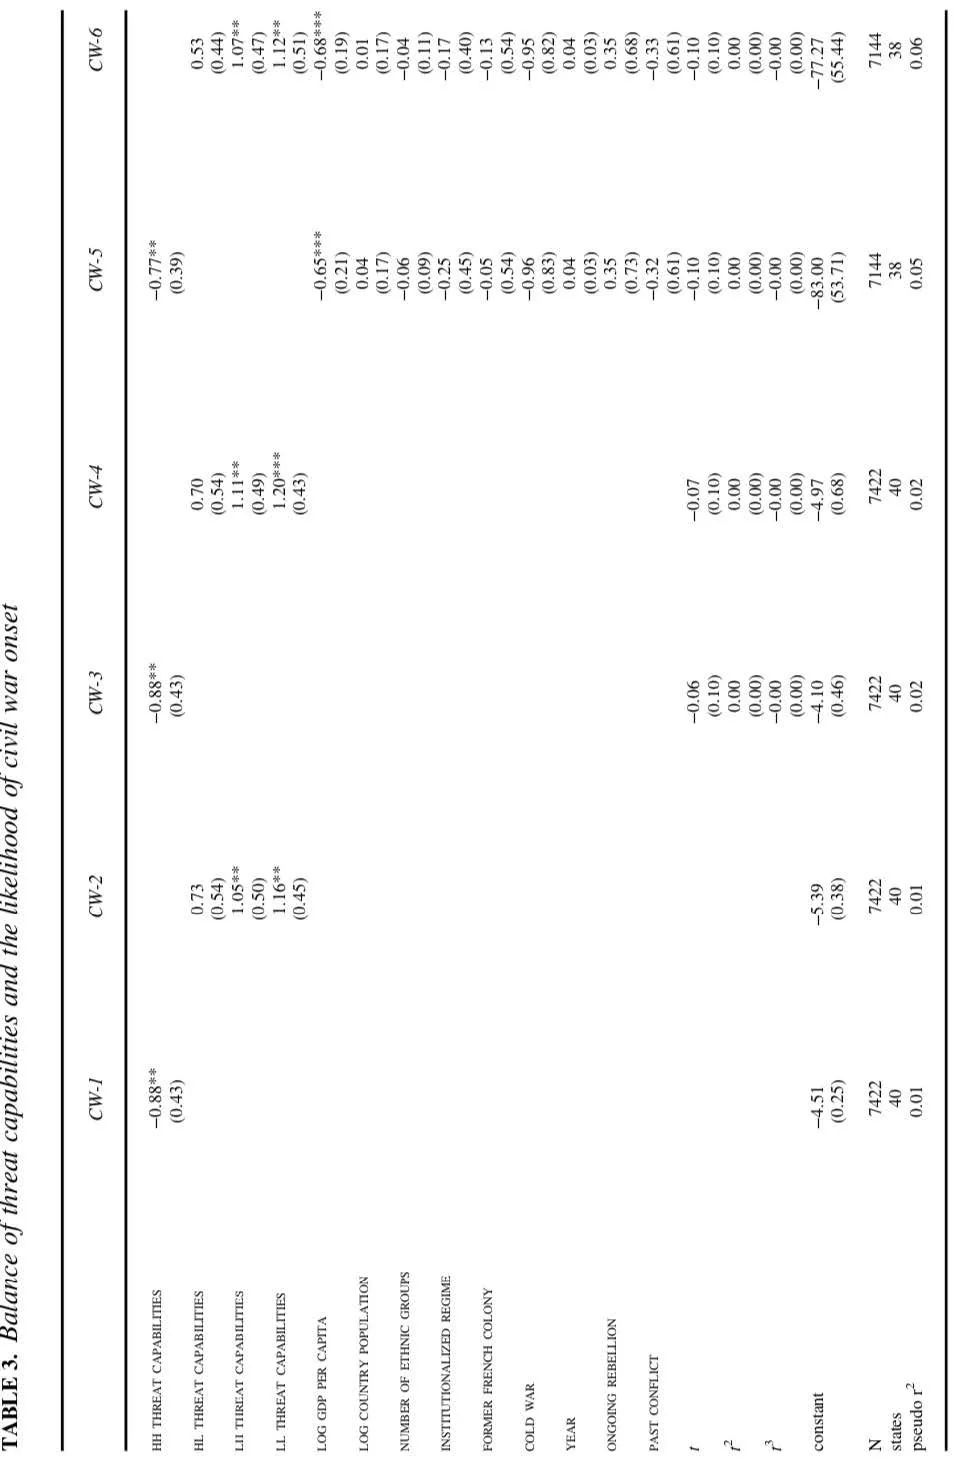 TABLE 3. Balance of threat capabilities and the likelihood of civil war onset
CW-1 CW-2 CW-3 CW-4 CW-5 CW-6
HH THREAT CAPABILITIES −0.88** −0.88** −0.77**
(0.43) (0.43) (0.39)
HL THREAT CAPABILITIES 0.73 0.70 0.53
(0.54) (0.54) (0.44)
LH THREAT CAPABILITIES 1.05** 1.11** 1.07**
(0.50) (0.49) (0.47)
LL THREAT CAPABILITIES 1.16** 1.20*** 1.12**
(0.45) (0.43) (0.51)
LOG GDP PER CAPITA −0.65*** −0.68***
(0.21) (0.19)
LOG COUNTRY POPULATION 0.04 0.01
(0.17) (0.17)
NUMBER OF ETHNIC GROUPS −0.06 −0.04
(0.09) (0.11)
INSTITUTIONALIZED REGIME −0.25 −0.17
(0.45) (0.40)
FORMER FRENCH COLONY −0.05 −0.13
(0.54) (0.54)
COLD WAR −0.96 −0.95
(0.83) (0.82)
YEAR 0.04 0.04
(0.03) (0.03)
ONGOING REBELLION 0.35 0.35
(0.73) (0.68)
PAST CONFLICT −0.32 −0.33
(0.61) (0.61)
t −0.06 −0.07 −0.10 −0.10
(0.10) (0.10) (0.10) (0.10)
t² 0.00 0.00 0.00 0.00
(0.00) (0.00) (0.00) (0.00)
t³ −0.00 −0.00 −0.00 −0.00
(0.00) (0.00) (0.00) (0.00)
constant −4.51 −5.39 −4.10 −4.97 −83.00 −77.27
(0.25) (0.38) (0.46) (0.68) (53.71) (55.44)
N 7422 7422 7422 7422 7144 7144
states 40 40 40 40 38 38
pseudo r² 0.01 0.01 0.02 0.02 0.05 0.06